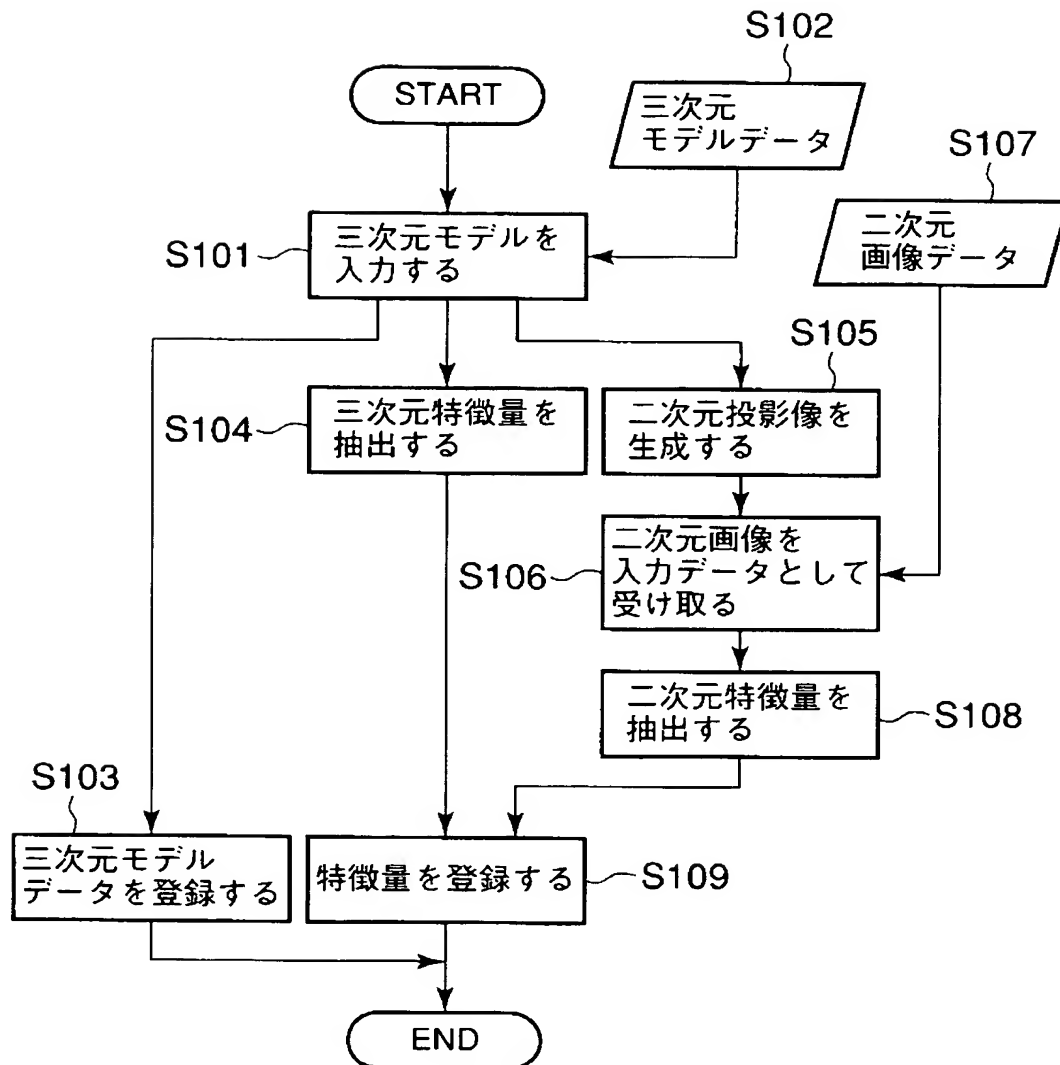 S102
START
三次元
モデルデータ
S107
二次元
画像データ
S101
三次元モデルを
入力する
S105
S104
三次元特徴量を
抽出する
二次元投影像を
生成する
S106
二次元画像を
入力データとして
受け取る
二次元特徴量を
抽出する
S108
S103
三次元モデル
データを登録する
特徴量を登録する
S109
END